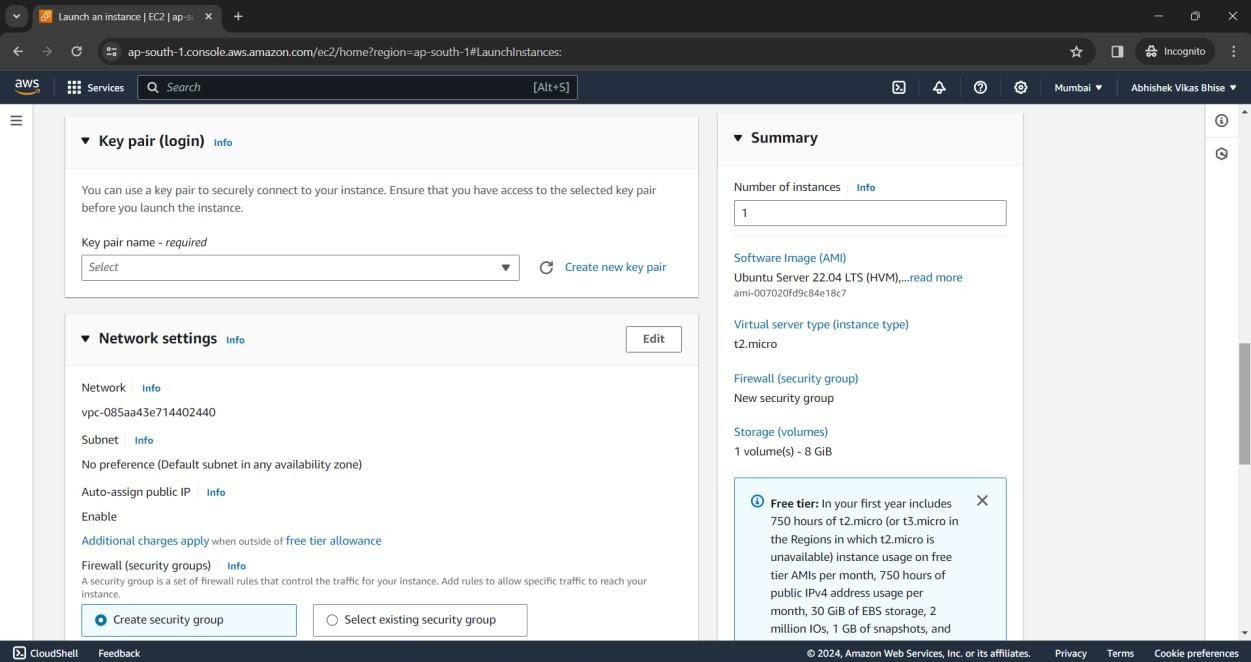 Launch an instance | EC2 | ap-s
ap-south-1.console.aws.amazon.com/ec2/home?region=ap-south-1#LaunchInstances:
Incognito
aws
Services
Search
[Alt+S]
Mumbai
Abhishek Vikas Bhise
Key pair (login) Info
You can use a key pair to securely connect to your instance. Ensure that you have access to the selected key pair
before you launch the instance.
Key pair name - required
Select
Create new key pair
Network settings Info
Edit
Network Info
vpc-085aa43e714402440
Subnet Info
No preference (Default subnet in any availability zone)
Auto-assign public IP Info
Enable
Additional charges apply when outside of free tier allowance
Firewall (security groups) Info
A security group is a set of firewall rules that control the traffic for your instance. Add rules to allow specific traffic to reach your
instance.
Create security group
Select existing security group
Summary
Number of instances Info
1
Software Image (AMI)
Ubuntu Server 22.04 LTS (HVM),...read more
ami-007020fd9c84e18c7
Virtual server type (instance type)
t2.micro
Firewall (security group)
New security group
Storage (volumes)
1 volume(s) - 8 GiB
Free tier: In your first year includes
750 hours of t2.micro (or t3.micro in
the Regions in which t2.micro is
unavailable) instance usage on free
tier AMIs per month, 750 hours of
public IPv4 address usage per
month, 30 GiB of EBS storage, 2
million IOs, 1 GB of snapshots, and
CloudShell
Feedback
© 2024, Amazon Web Services, Inc. or its affiliates.
Privacy
Terms
Cookie preferences